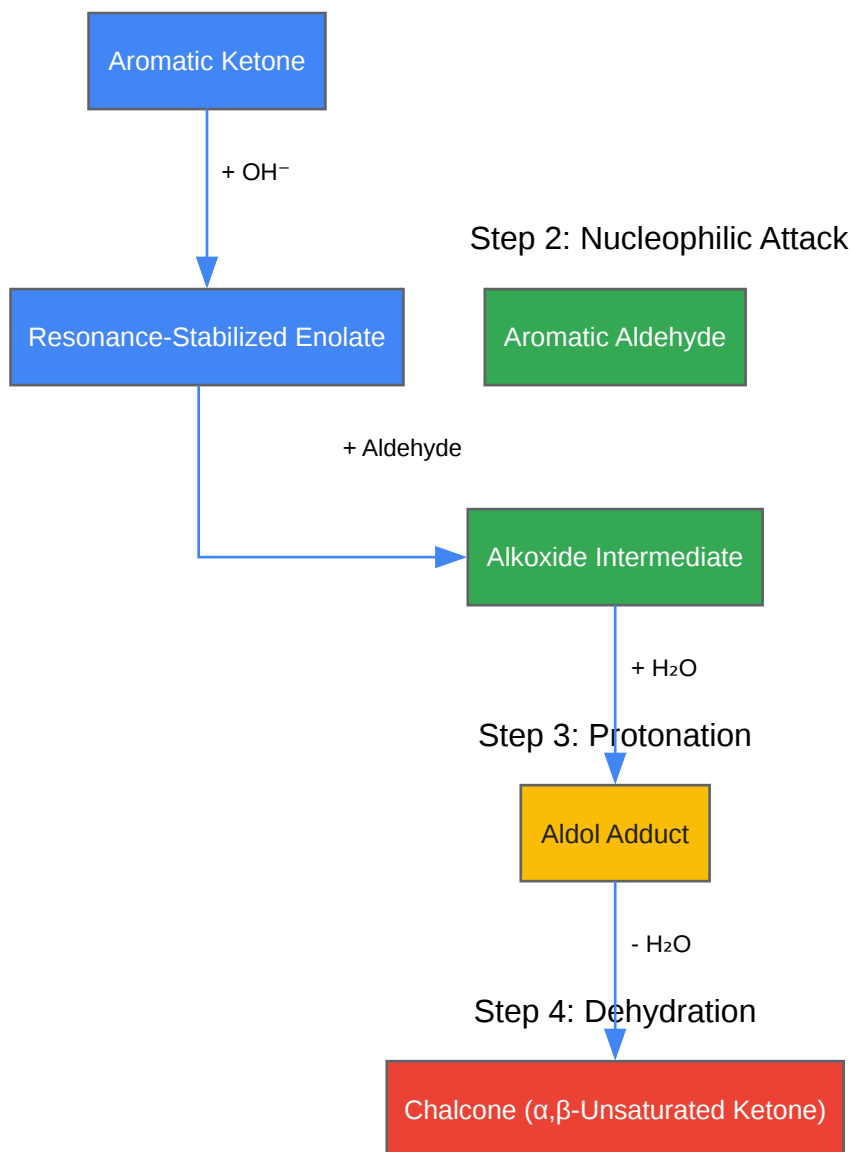 Aromatic Ketone
+ OH⁻
Step 2: Nucleophilic Attack
Resonance-Stabilized Enolate
Aromatic Aldehyde
+ Aldehyde
Alkoxide Intermediate
+ H₂O
Step 3: Protonation
Aldol Adduct
- H₂O
Step 4: Dehydration
Chalcone (α,β-Unsaturated Ketone)